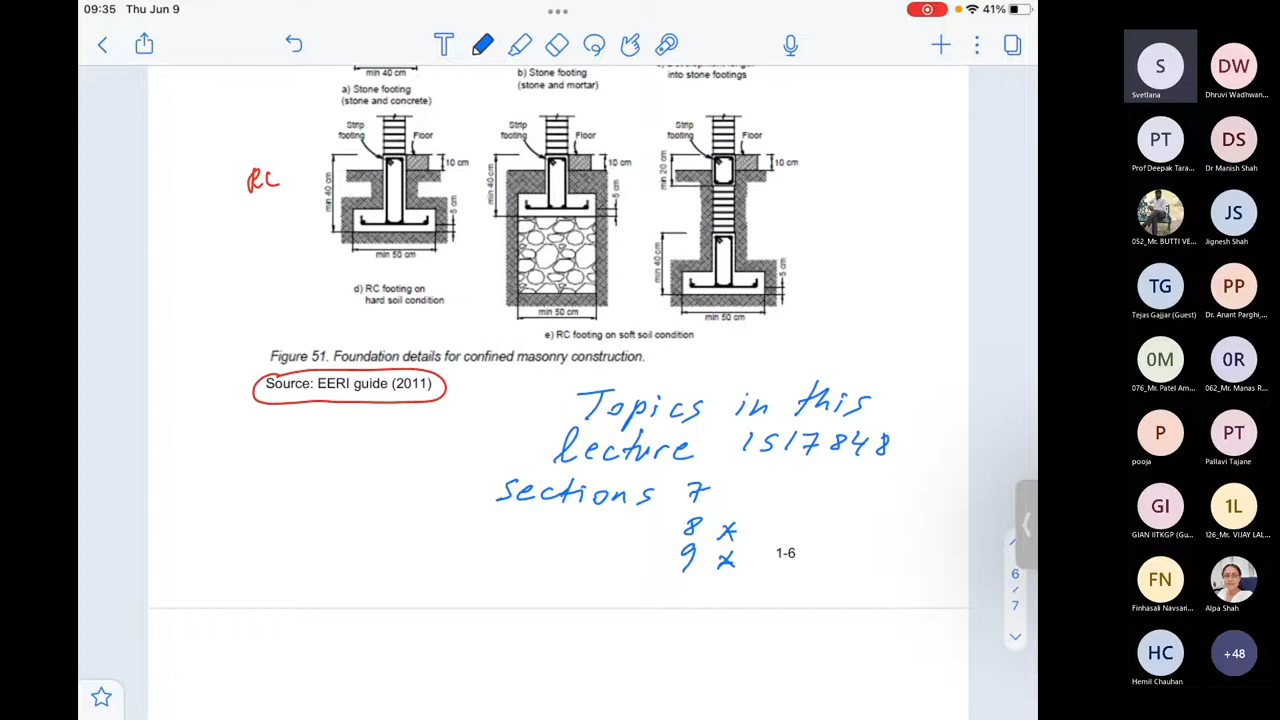 09:35 Thu Jun 9
41%
min 40 cm
a) Stone footing
(stone and concrete)
b) Stone footing
(stone and mortar)
into stone footings
Strip
footing
Floor
10 cm
min 40 cm
5 cm
min 50 cm
d) RC footing on
hard soil condition
Strip
footing
Floor
10 cm
min 40 cm
5 cm
min 50 cm
Strip
footing
Floor
10 cm
min 20 cm
min 40 cm
5 cm
min 50 cm
e) RC footing on soft soil condition
RC
Figure 51. Foundation details for confined masonry construction.
Source: EERI guide (2011)
Topics in this
lecture 1517848
sections 7
8 *
9 *
1-6
6
/
7
S
Svetlana
DW
Dhruvi Wadhwan...
PT
Prof Deepak Tara...
DS
Dr Manish Shah
052_Mr. BUTTI VE...
JS
Jignesh Shah
TG
Tejas Gajjar (Guest)
PP
Dr. Anant Parghi,...
0M
076_Mr. Patel Am...
0R
062_Mr. Manas R...
P
pooja
PT
Pallavi Tajane
GI
GIAN IITKGP (Gu...
1L
126_Mr. VIJAY LAL...
FN
Finhasali Navsari...
Alpa Shah
HC
Hemil Chauhan
+48